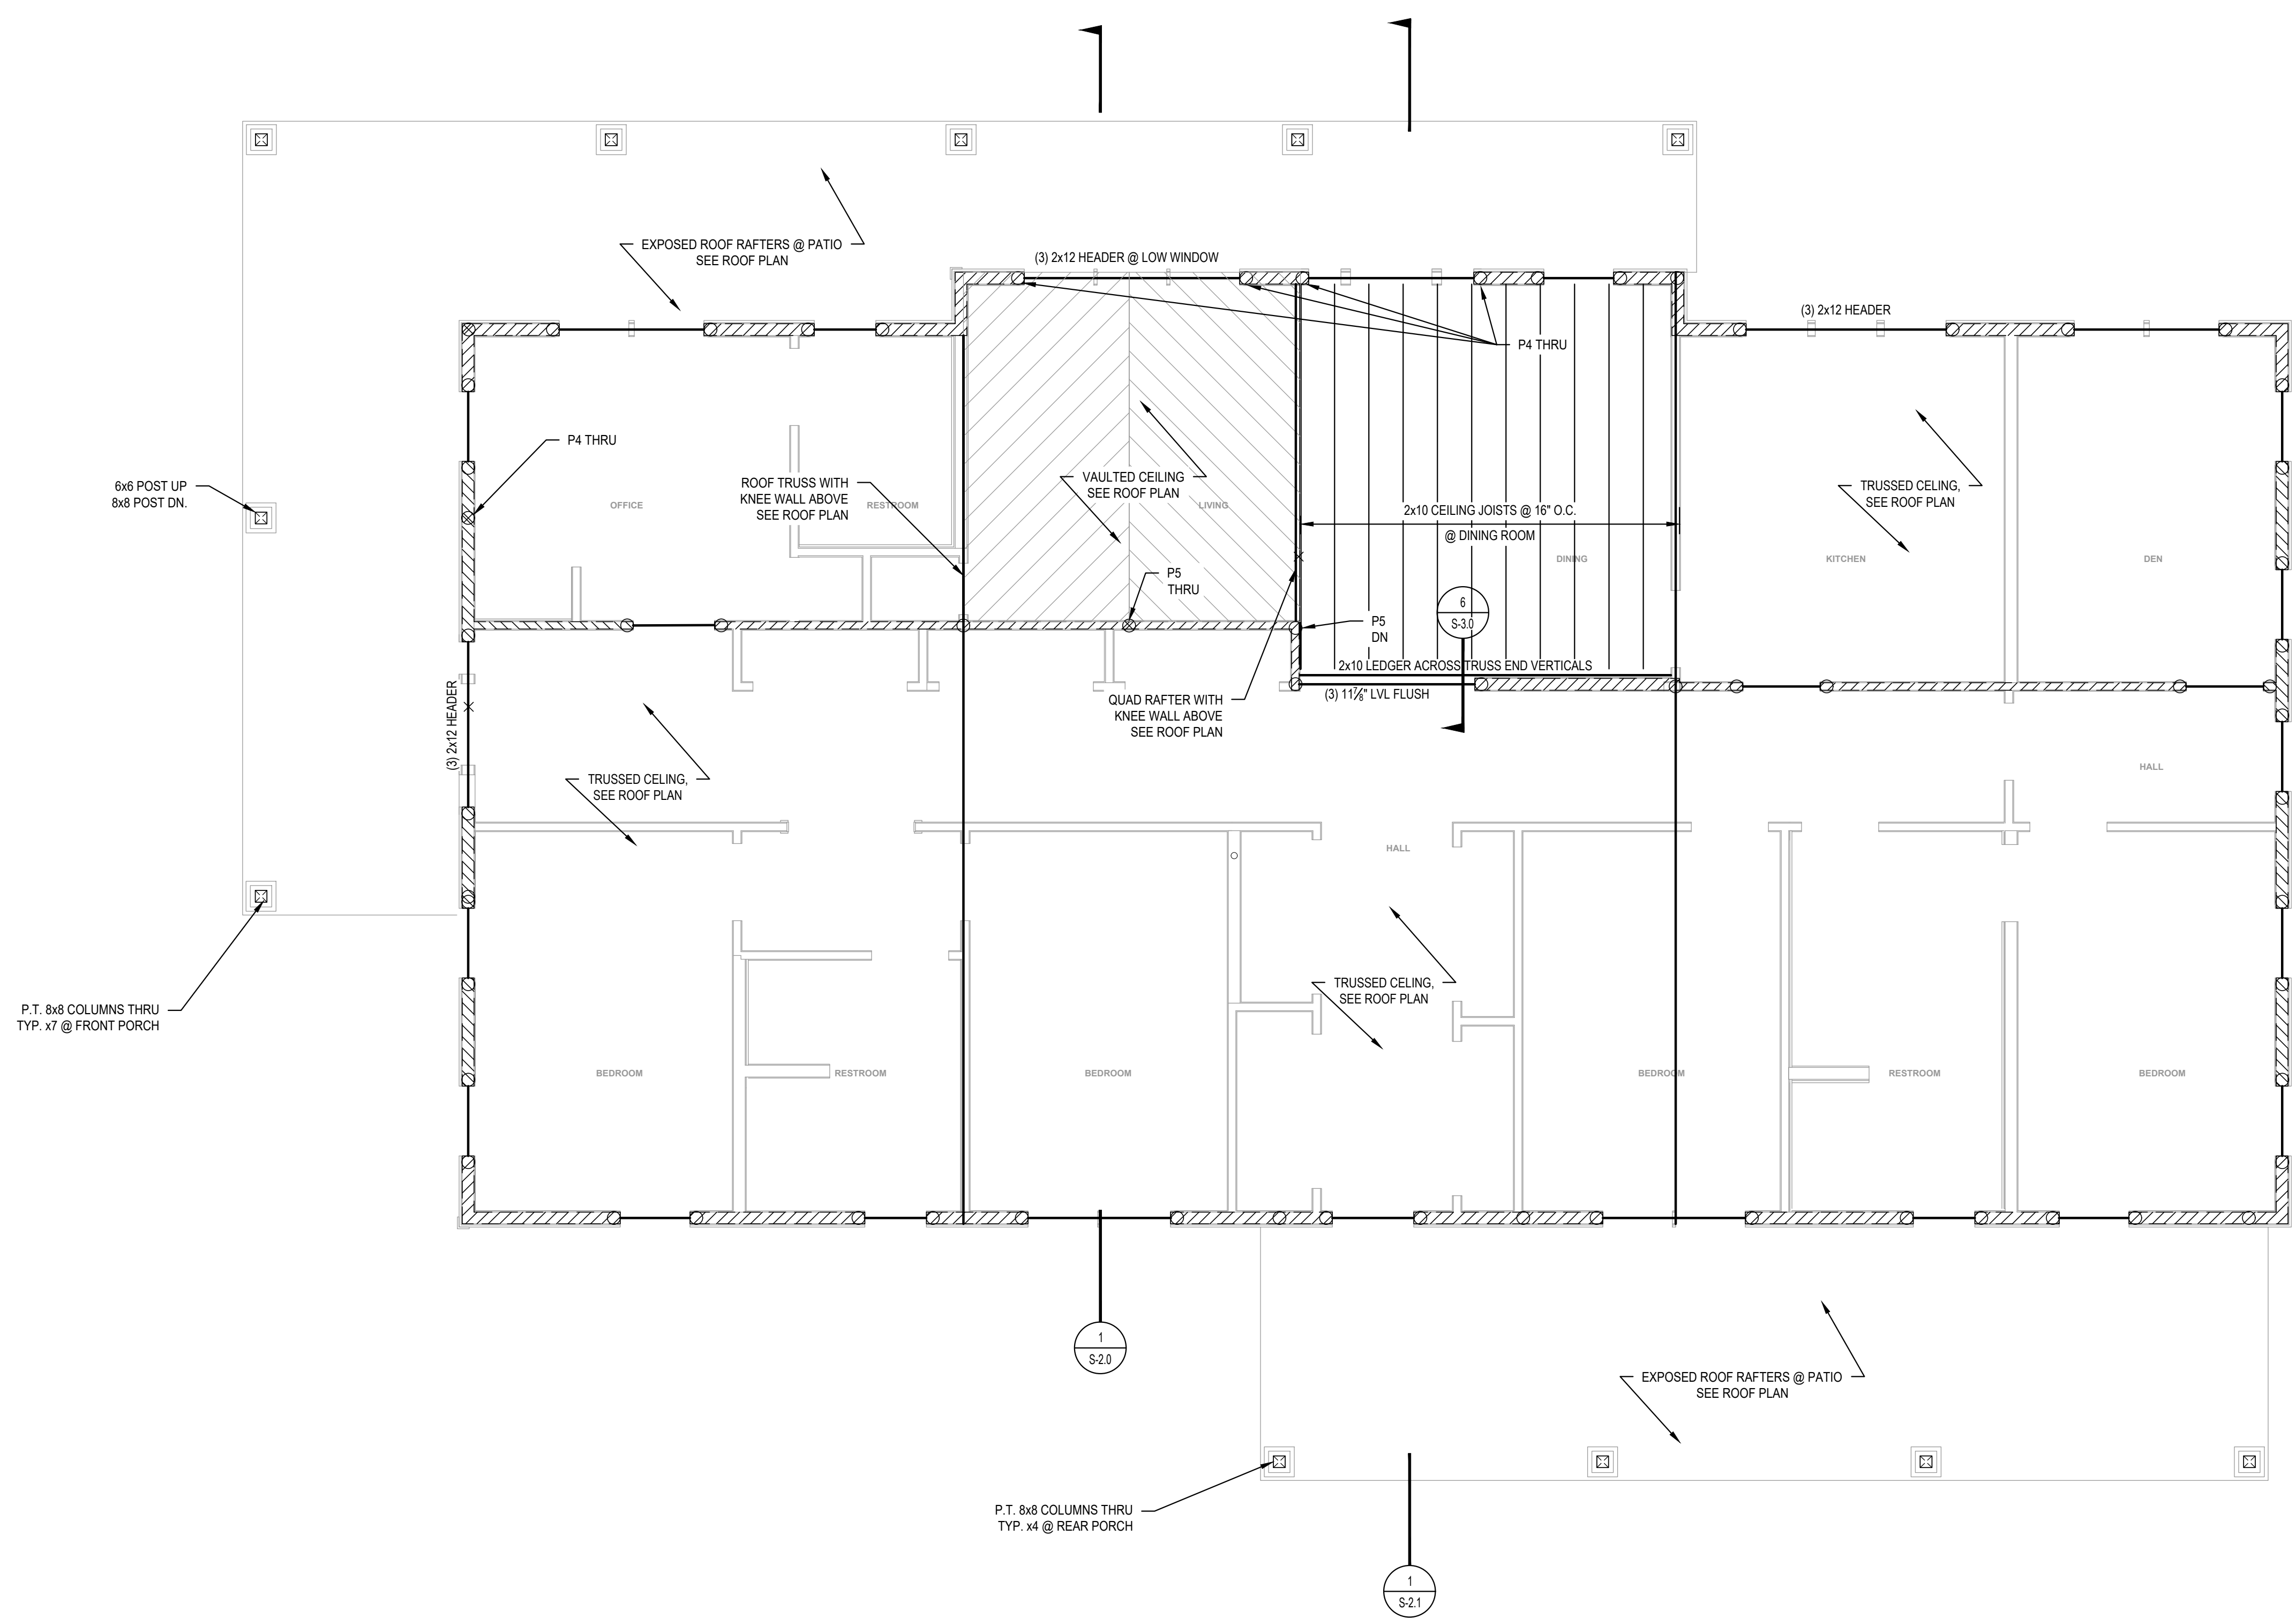 EXPOSED ROOF RAFTERS @ PATIO
SEE ROOF PLAN
(3) 2x12 HEADER @ LOW WINDOW
(3) 2x12 HEADER
P4 THRU
P4 THRU
6x6 POST UP
8x8 POST DN.
OFFICE
RESTROOM
ROOF TRUSS WITH
KNEE WALL ABOVE
SEE ROOF PLAN
VAULTED CEILING
SEE ROOF PLAN
LIVING
2x10 CEILING JOISTS @ 16" O.C.
@ DINING ROOM
DINING
TRUSSED CELING,
SEE ROOF PLAN
KITCHEN
DEN
P5
THRU
6
S-3.0
P5
DN
2x10 LEDGER ACROSS TRUSS END VERTICALS
(3) 11⅞" LVL FLUSH
QUAD RAFTER WITH
KNEE WALL ABOVE
SEE ROOF PLAN
(3) 2x12 HEADER
TRUSSED CELING,
SEE ROOF PLAN
HALL
HALL
P.T. 8x8 COLUMNS THRU
TYP. x7 @ FRONT PORCH
TRUSSED CELING,
SEE ROOF PLAN
BEDROOM
RESTROOM
BEDROOM
BEDROOM
RESTROOM
BEDROOM
1
S-2.0
EXPOSED ROOF RAFTERS @ PATIO
SEE ROOF PLAN
P.T. 8x8 COLUMNS THRU
TYP. x4 @ REAR PORCH
1
S-2.1